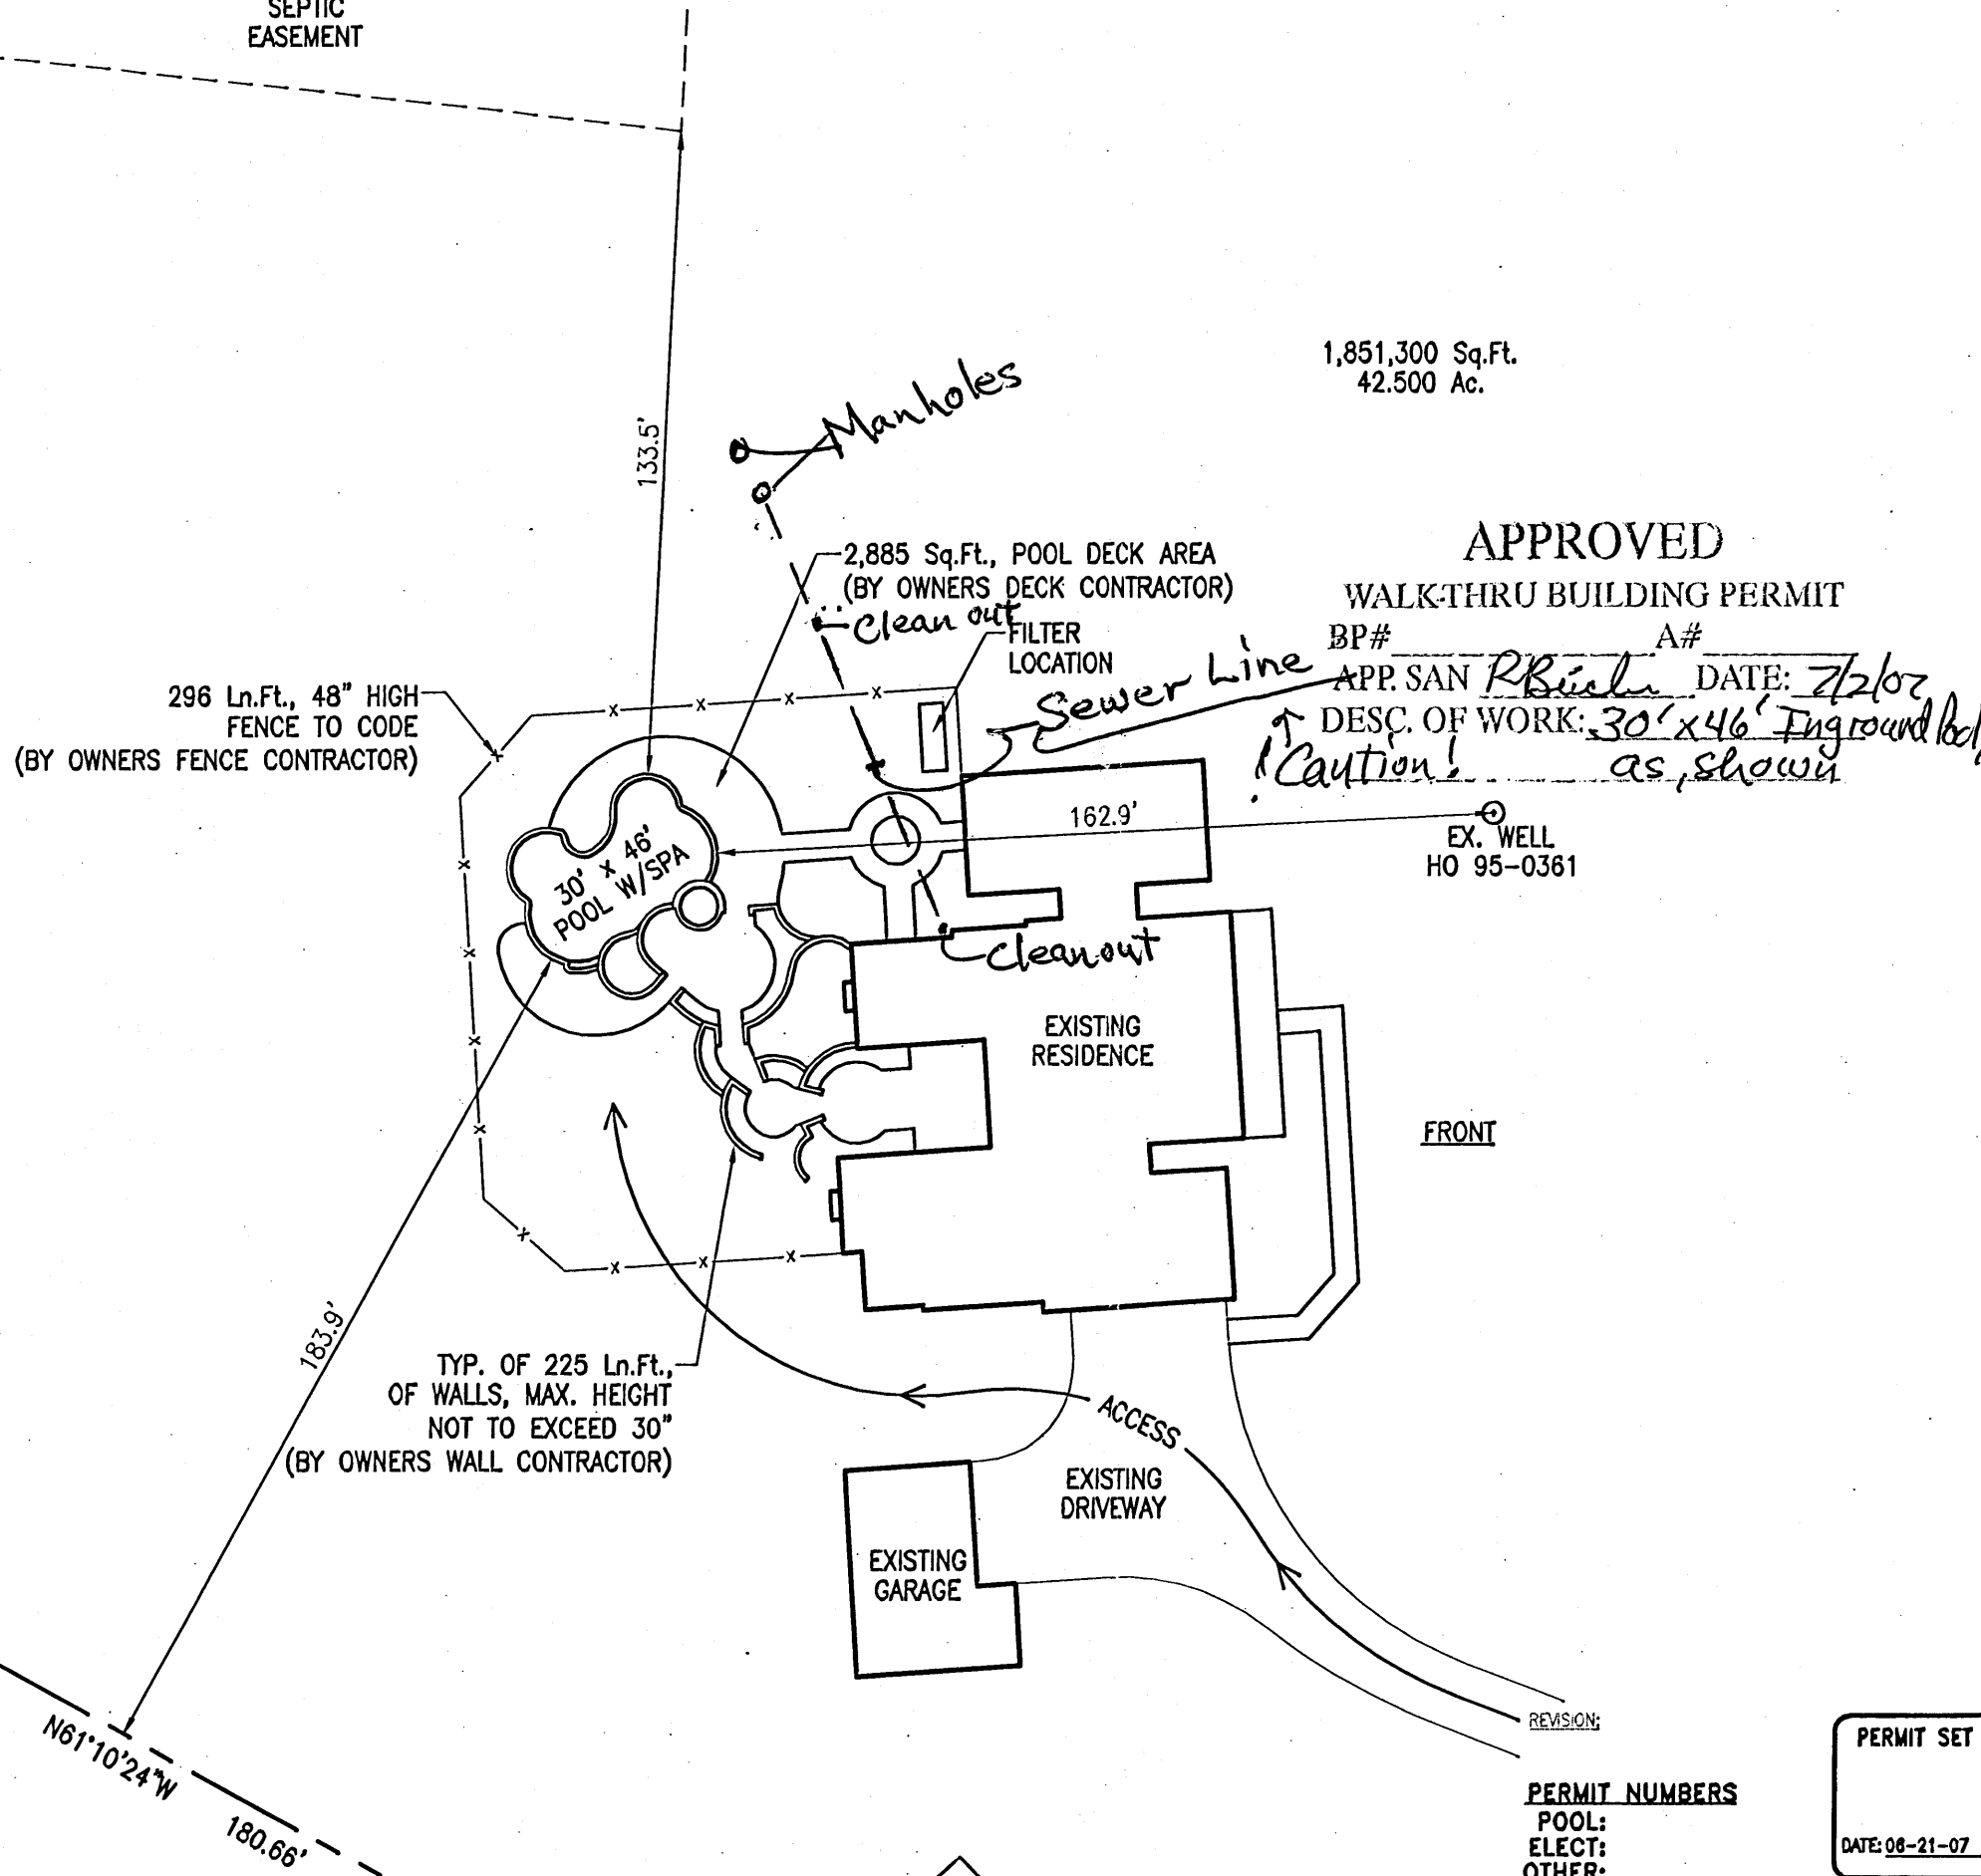 SEPTIC
EASEMENT
1,851,300 Sq.Ft.
42.500 Ac.
133.5'
Manholes
2,885 Sq.Ft., POOL DECK AREA
(BY OWNERS DECK CONTRACTOR)
Clean out
FILTER
LOCATION
Sewer Line
APPROVED
WALK-THRU BUILDING PERMIT
BP# A#
APP. SAN DATE: 7/2/07
DESC. OF WORK: 30' x 46' Inground Pool,
! Caution! as shown
296 Ln.Ft., 48" HIGH
FENCE TO CODE
(BY OWNERS FENCE CONTRACTOR)
162.9'
EX. WELL
HO 95-0361
30' X 46'
POOL W/SPA
Cleanout
EXISTING
RESIDENCE
FRONT
183.9'
TYP. OF 225 Ln.Ft.,
OF WALLS, MAX. HEIGHT
NOT TO EXCEED 30"
(BY OWNERS WALL CONTRACTOR)
ACCESS
EXISTING
DRIVEWAY
EXISTING
GARAGE
N61°10'24"W
180.66'
REVISION:
PERMIT NUMBERS
POOL:
ELECT:
OTHER:
PERMIT SET
DATE: 06-21-07